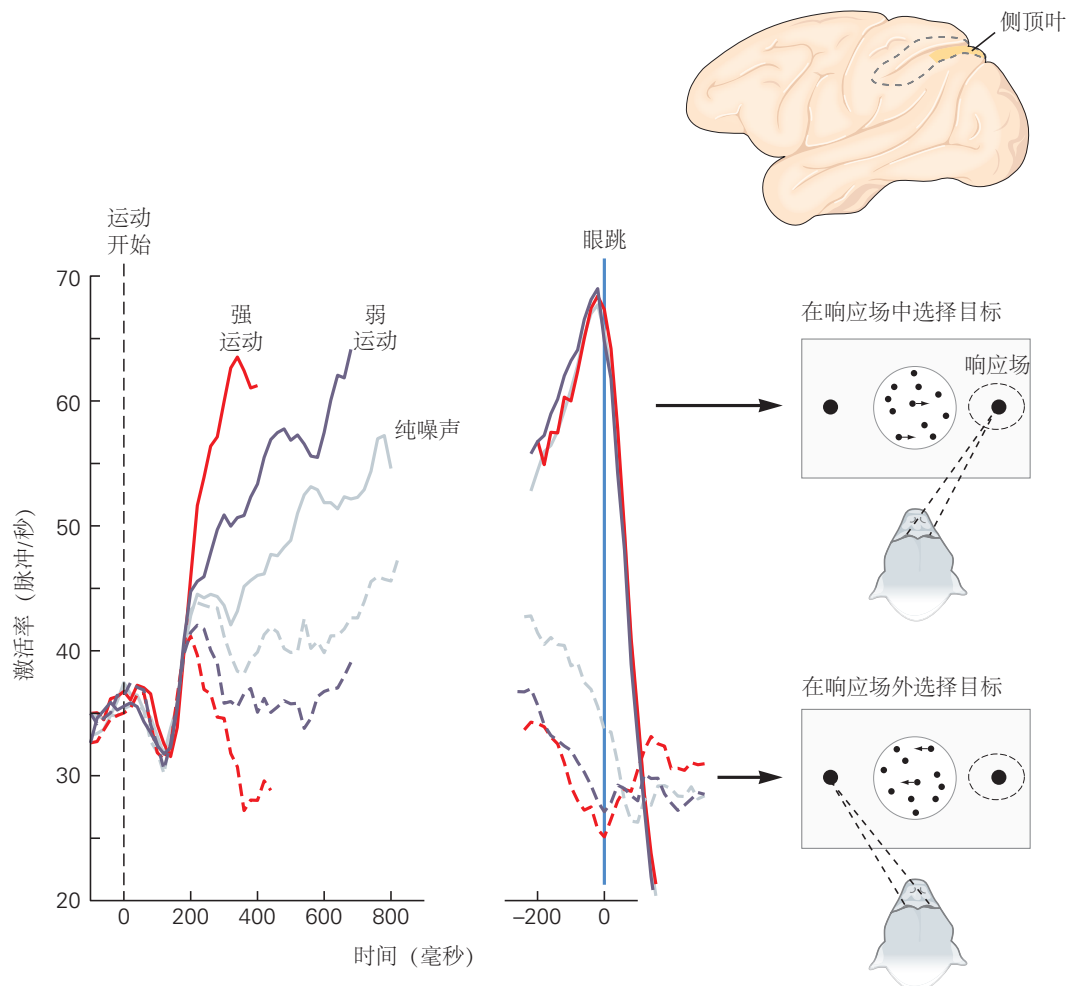 侧顶叶
运动
开始
眼跳
70
60
50
40
30
20
激活率（脉冲/秒）
强
运动
弱
运动
纯噪声
0
200
400
600
800
–200
0
时间（毫秒）
在响应场中选择目标
响应场
在响应场外选择目标